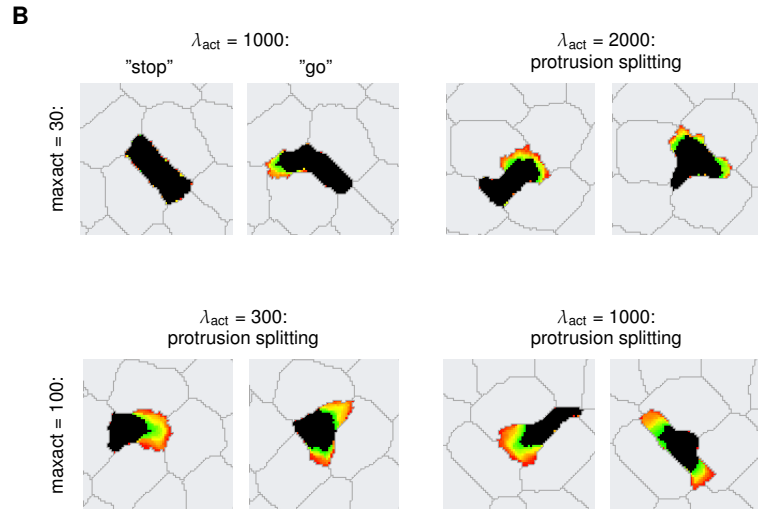 B
λact = 1000:
"stop" "go"
λact = 2000:
protrusion splitting
maxact = 30:
λact = 300:
protrusion splitting
λact = 1000:
protrusion splitting
maxact = 100: